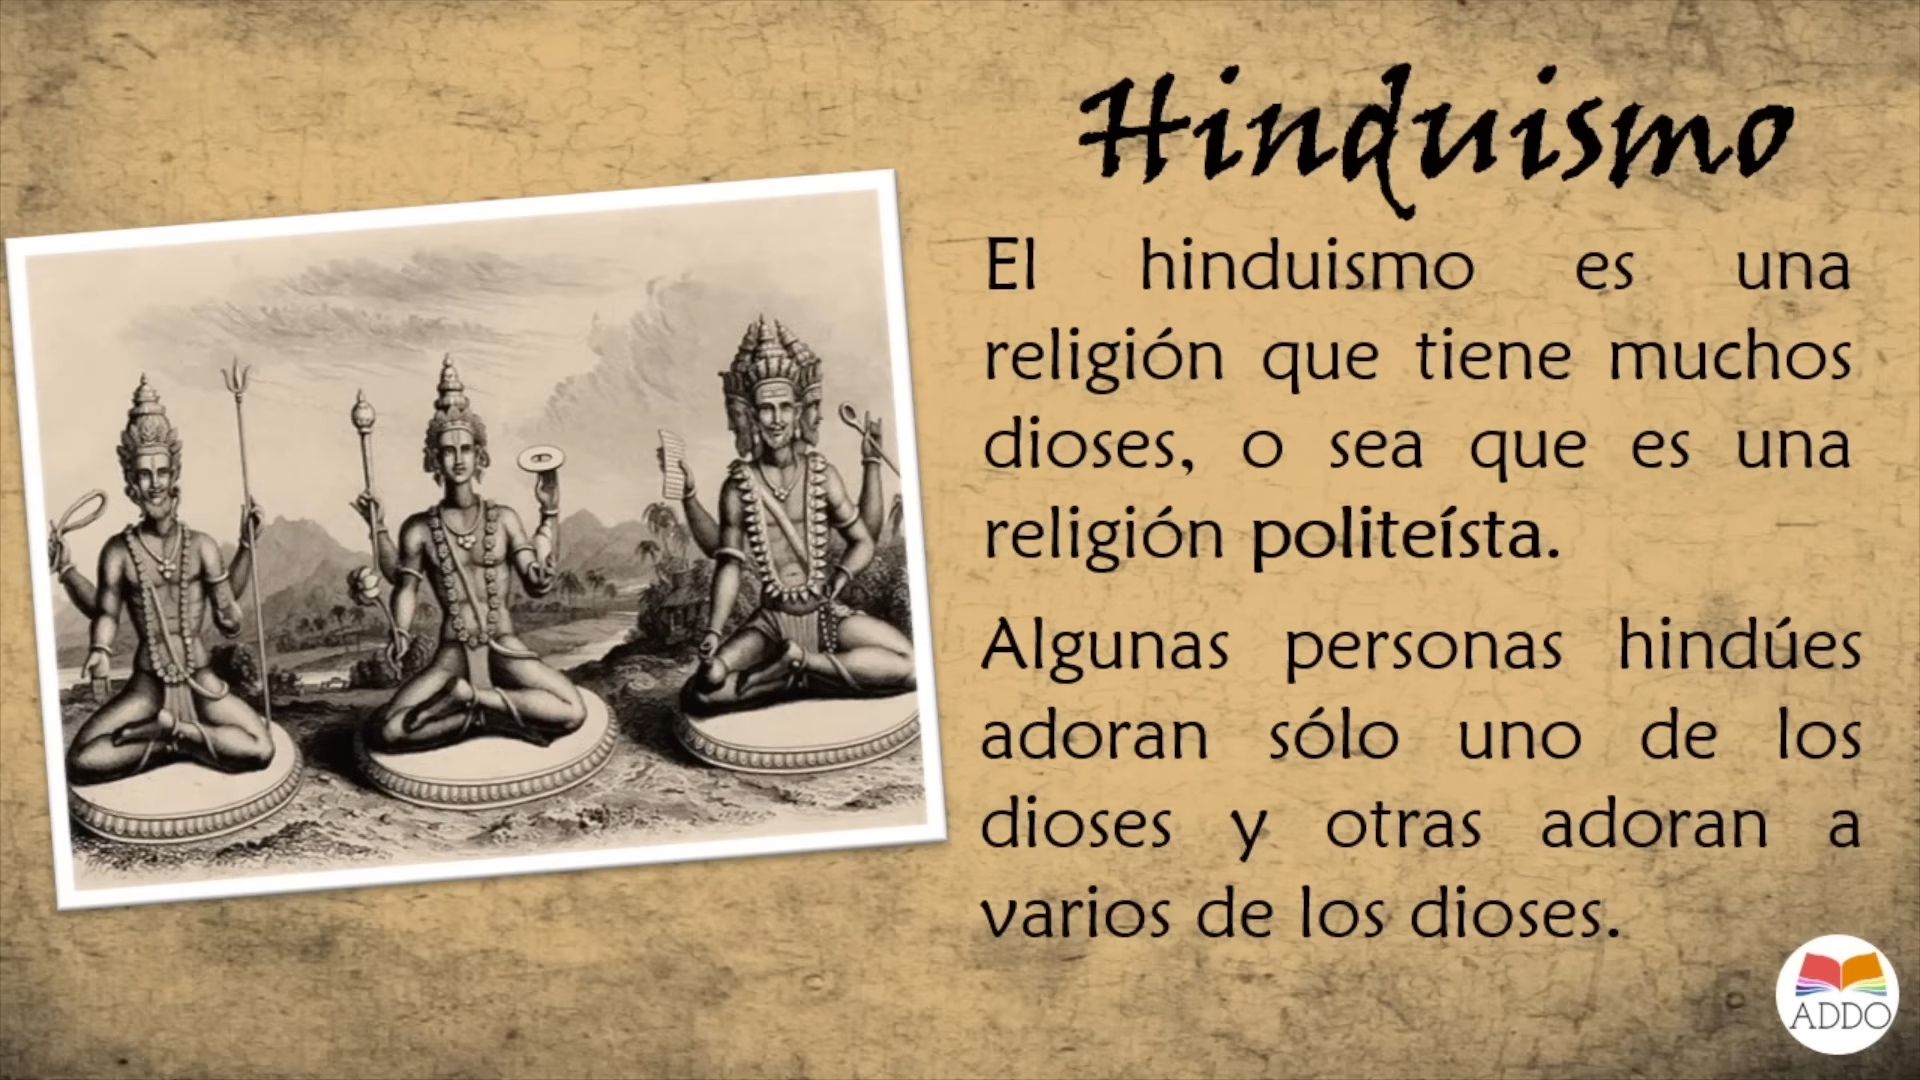 Hinduismo
El hinduismo es una
religión que tiene muchos
dioses, o sea que es una
religión politeísta.
Algunas personas hindúes
adoran sólo uno de los
dioses y otras adoran a
varios de los dioses.
ADDO